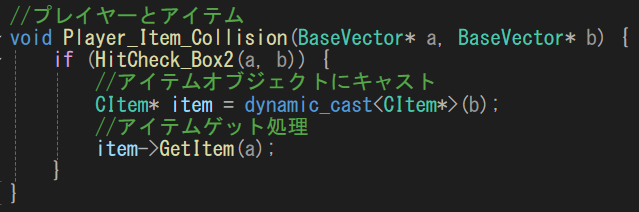 //プレイヤーとアイテム
void Player_Item_Collision(BaseVector* a, BaseVector* b) {
    if (HitCheck_Box2(a, b)) {
        //アイテムオブジェクトにキャスト
        CItem* item = dynamic_cast<CItem*>(b);
        //アイテムゲット処理
        item->GetItem(a);
    }
}